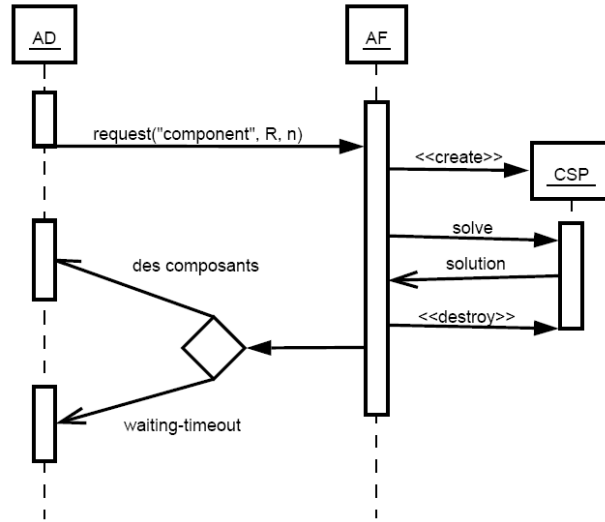 AD
AF
request("component", R, n)
<<create>>
CSP
solve
des composants
solution
<<destroy>>
waiting-timeout